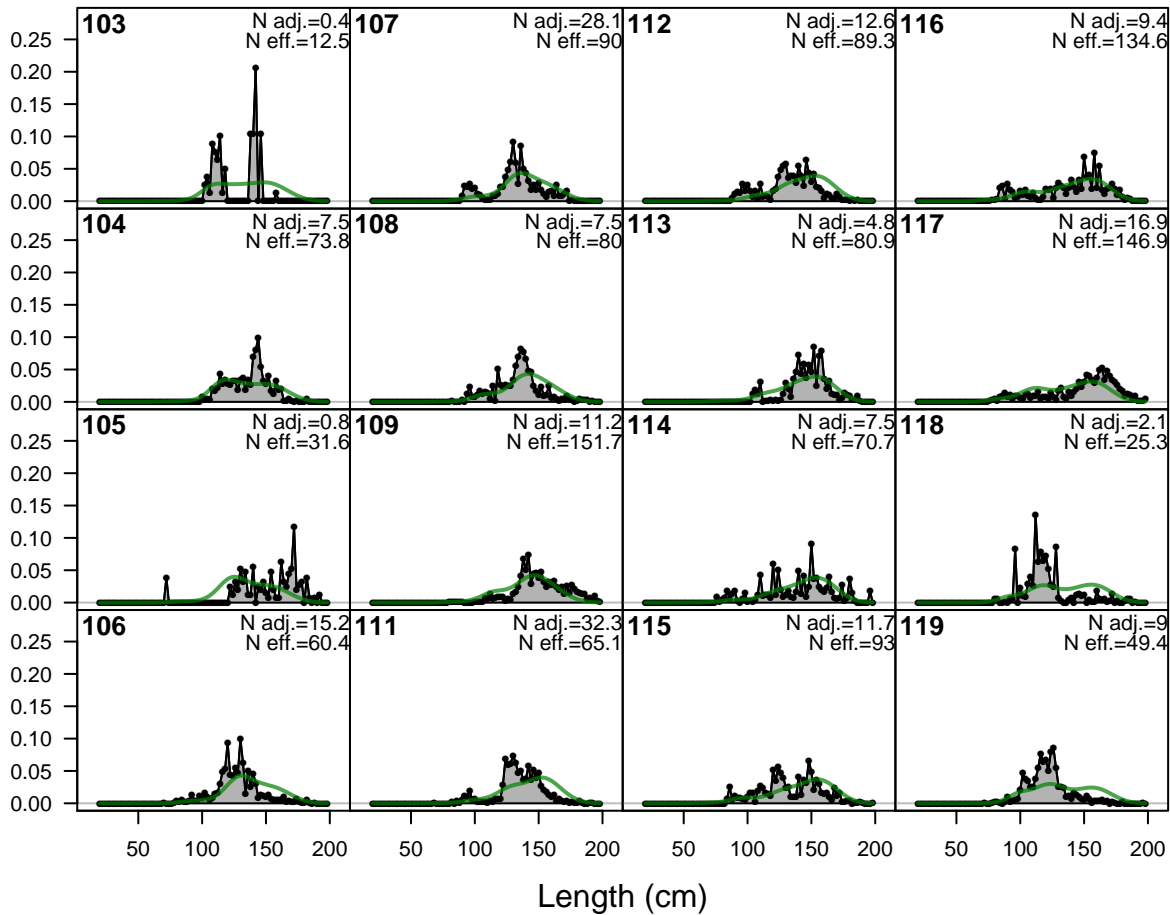 103 N adj.=0.4
N eff.=12.5
107 N adj.=28.1
N eff.=90
112 N adj.=12.6
N eff.=89.3
116 N adj.=9.4
N eff.=134.6
0.25
0.20
0.15
0.10
0.05
0.00
104 N adj.=7.5
N eff.=73.8
108 N adj.=7.5
N eff.=80
113 N adj.=4.8
N eff.=80.9
117 N adj.=16.9
N eff.=146.9
0.25
0.20
0.15
0.10
0.05
0.00
105 N adj.=0.8
N eff.=31.6
109 N adj.=11.2
N eff.=151.7
114 N adj.=7.5
N eff.=70.7
118 N adj.=2.1
N eff.=25.3
0.25
0.20
0.15
0.10
0.05
0.00
106 N adj.=15.2
N eff.=60.4
111 N adj.=32.3
N eff.=65.1
115 N adj.=11.7
N eff.=93
119 N adj.=9
N eff.=49.4
0.25
0.20
0.15
0.10
0.05
0.00
50 100 150 200 50 100 150 200 50 100 150 200 50 100 150 200
Length (cm)